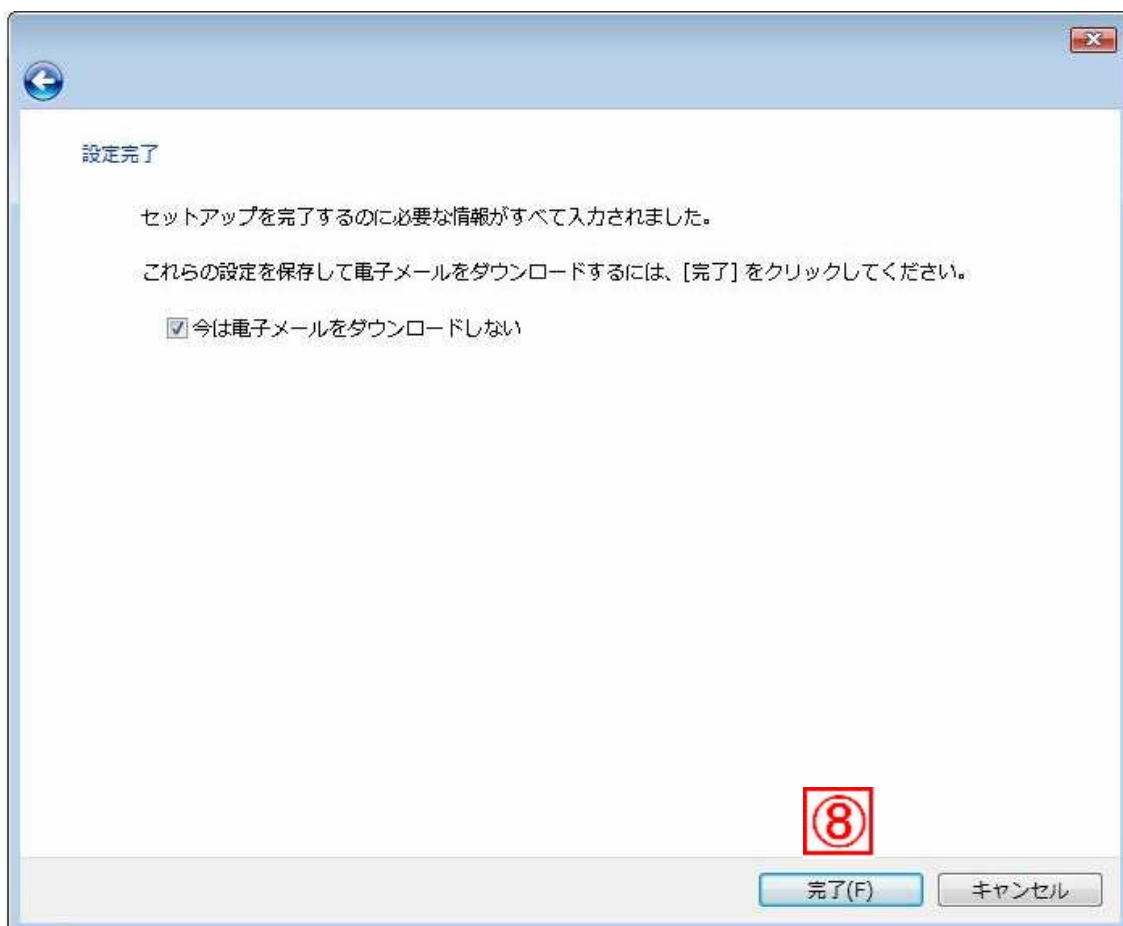 設定完了
セットアップを完了するのに必要な情報がすべて入力されました。
これらの設定を保存して電子メールをダウンロードするには、[完了] をクリックしてください。
今は電子メールをダウンロードしない
⑧
完了(F) キャンセル